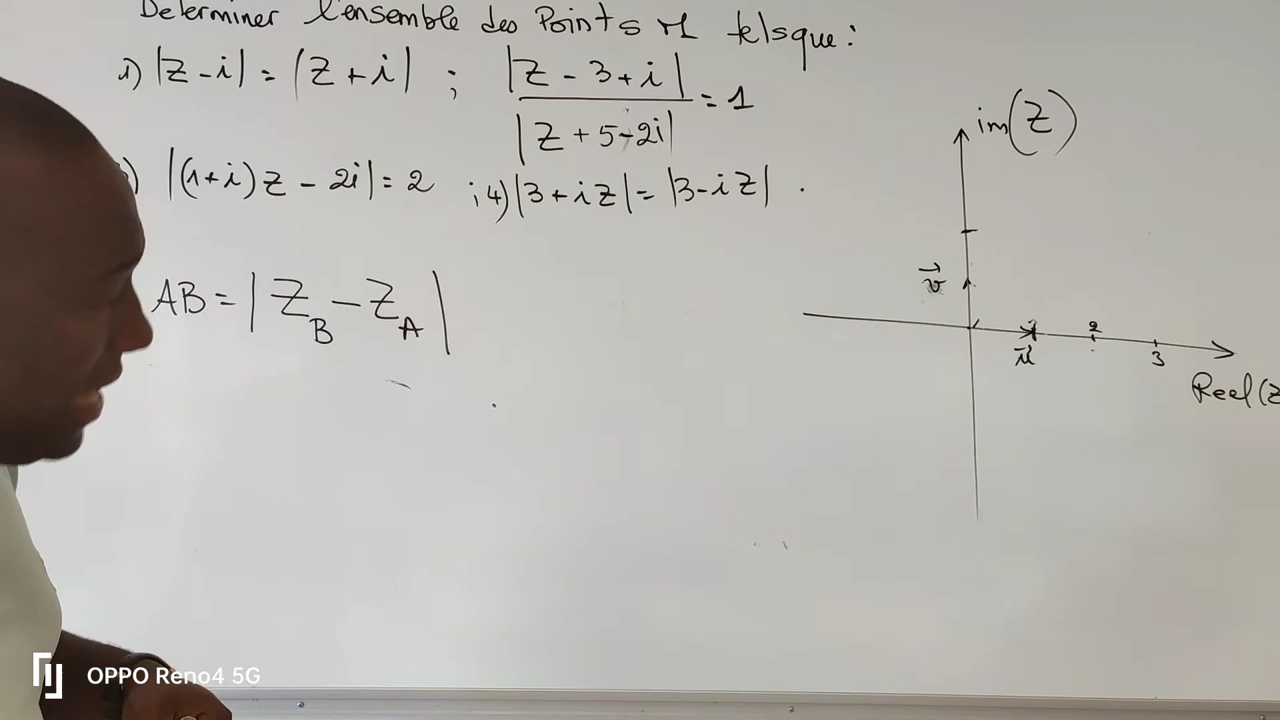 Determiner l'ensemble des Points M telsque :
1) |Z - i| = |Z + i| ; |Z - 3 + i| / |Z + 5 - 2i| = 1
) |(1+i)Z - 2i| = 2 ; 4) |3 + iZ| = |3 - iZ| .
AB = |Z_B - Z_A|
im(Z)
v
u
2
3
Reel(Z
OPPO Reno4 5G